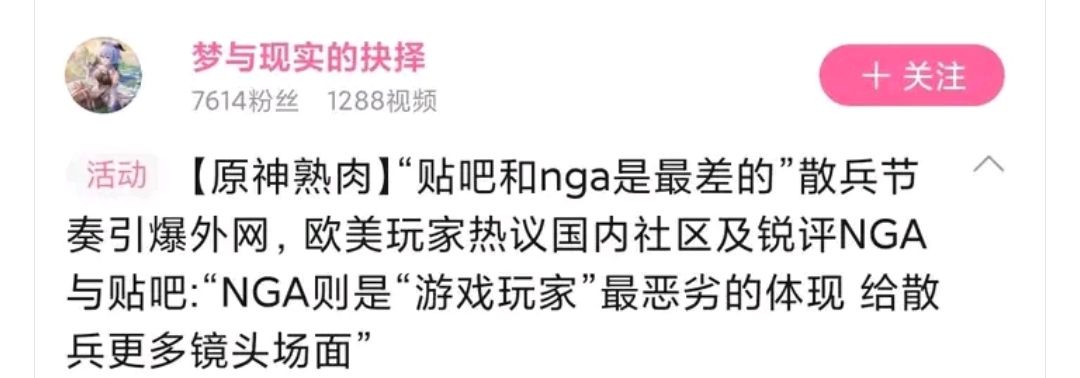 梦与现实的抉择
7614粉丝 1288视频
＋ 关注
活动 【原神熟肉】“贴吧和nga是最差的”散兵节
奏引爆外网，欧美玩家热议国内社区及锐评NGA
与贴吧:“NGA则是“游戏玩家”最恶劣的体现 给散
兵更多镜头场面”